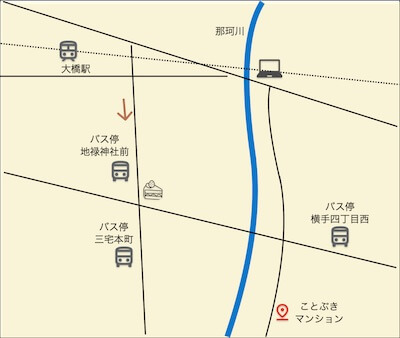 那珂川
大橋駅
バス停
地禄神社前
バス停
横手四丁目西
バス停
三宅本町
ことぶき
マンション